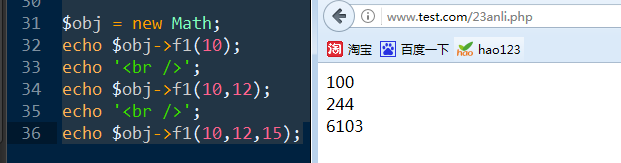 31 $obj = new Math;
32 echo $obj->f1(10);
33 echo '<br />';
34 echo $obj->f1(10,12);
35 echo '<br />';
36 echo $obj->f1(10,12,15);
www.test.com/23anli.php
淘 淘宝 百度一下 hao hao123
100
244
6103